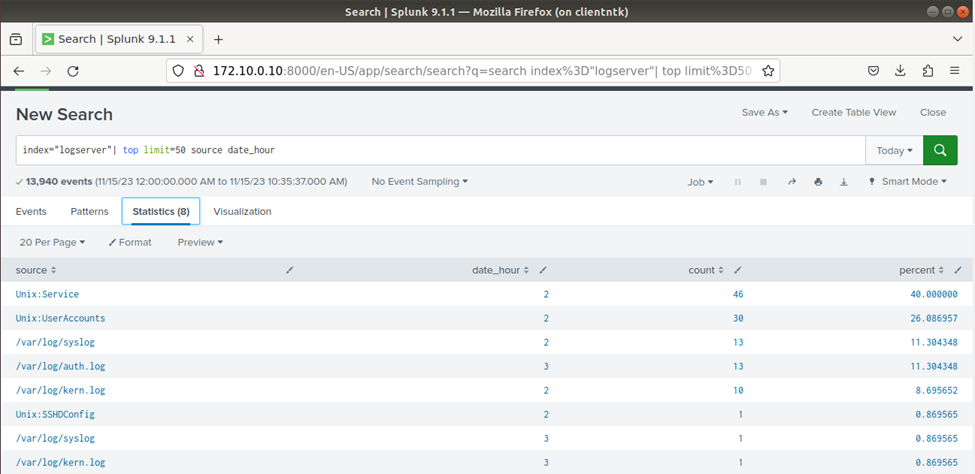 Search | Splunk 9.1.1 — Mozilla Firefox (on clientntk)
Search | Splunk 9.1.1
172.10.0.10:8000/en-US/app/search/search?q=search index%3D"logserver"| top limit%3D50
New Search
Save As
Create Table View
Close
index="logserver"| top limit=50 source date_hour
Today
13,940 events (11/15/23 12:00:00.000 AM to 11/15/23 10:35:37.000 AM)
No Event Sampling
Job
Smart Mode
Events
Patterns
Statistics (8)
Visualization
20 Per Page
Format
Preview
source date_hour count percent
Unix:Service 2 46 40.000000
Unix:UserAccounts 2 30 26.086957
/var/log/syslog 2 13 11.304348
/var/log/auth.log 3 13 11.304348
/var/log/kern.log 2 10 8.695652
Unix:SSHDConfig 2 1 0.869565
/var/log/syslog 3 1 0.869565
/var/log/kern.log 3 1 0.869565